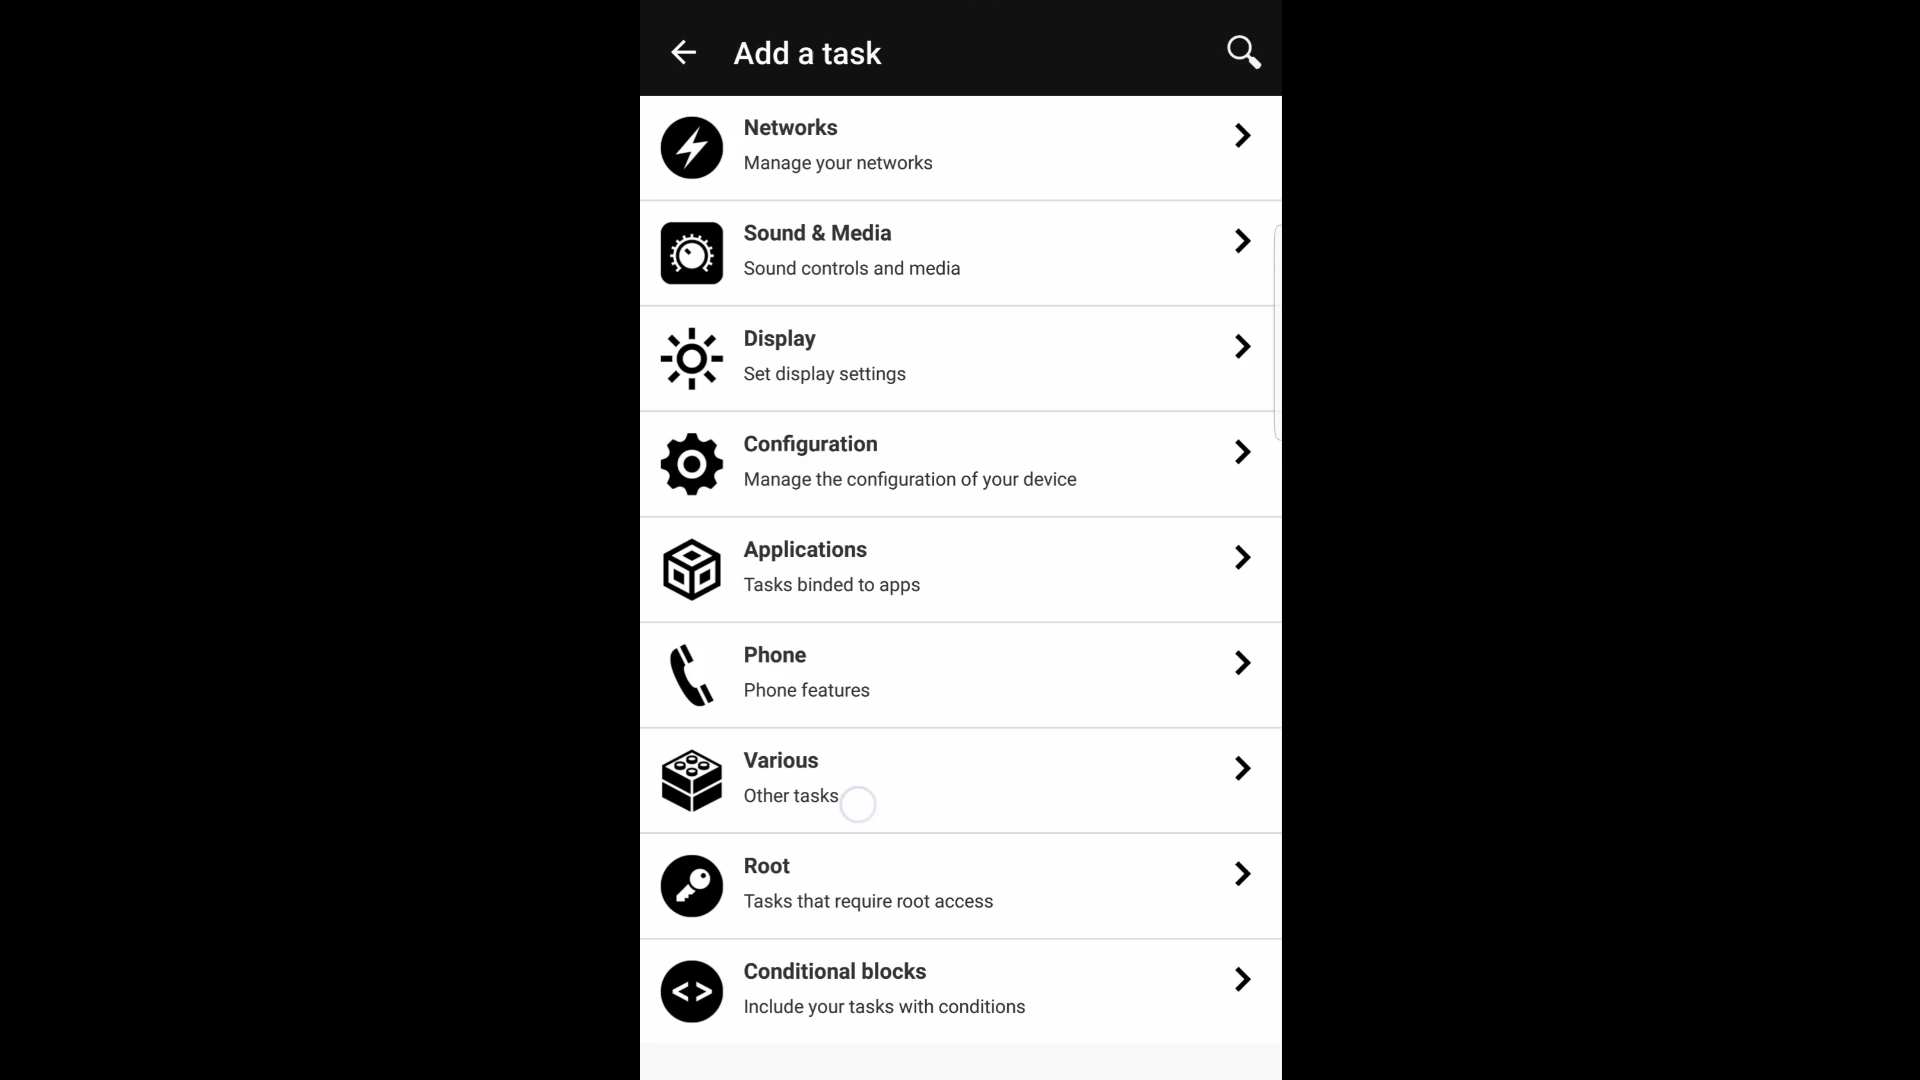 Add a task
Networks
Manage your networks
Sound & Media
Sound controls and media
Display
Set display settings
Configuration
Manage the configuration of your device
Applications
Tasks binded to apps
Phone
Phone features
Various
Other tasks
Root
Tasks that require root access
Conditional blocks
Include your tasks with conditions